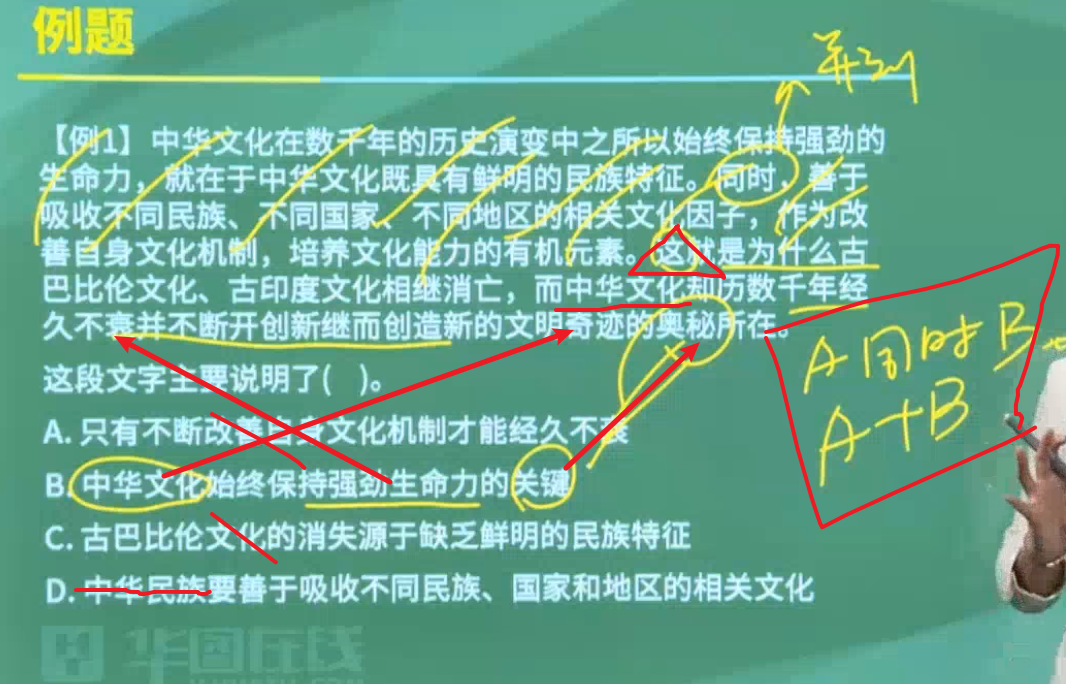 例题
并列
【例1】中华文化在数千年的历史演变中之所以始终保持强劲的
生命力，就在于中华文化既具有鲜明的民族特征。同时，善于
吸收不同民族、不同国家、不同地区的相关文化因子，作为改
善自身文化机制，培养文化能力的有机元素。这就是为什么古
巴比伦文化、古印度文化相继消亡，而中华文化却历数千年经
久不衰并不断开创新继而创造新的文明奇迹的奥秘所在。
A同时B
A+B
这段文字主要说明了(  )。
A. 只有不断改善自身文化机制才能经久不衰
B. 中华文化始终保持强劲生命力的关键
C. 古巴比伦文化的消失源于缺乏鲜明的民族特征
D. 中华民族要善于吸收不同民族、国家和地区的相关文化
华图在线